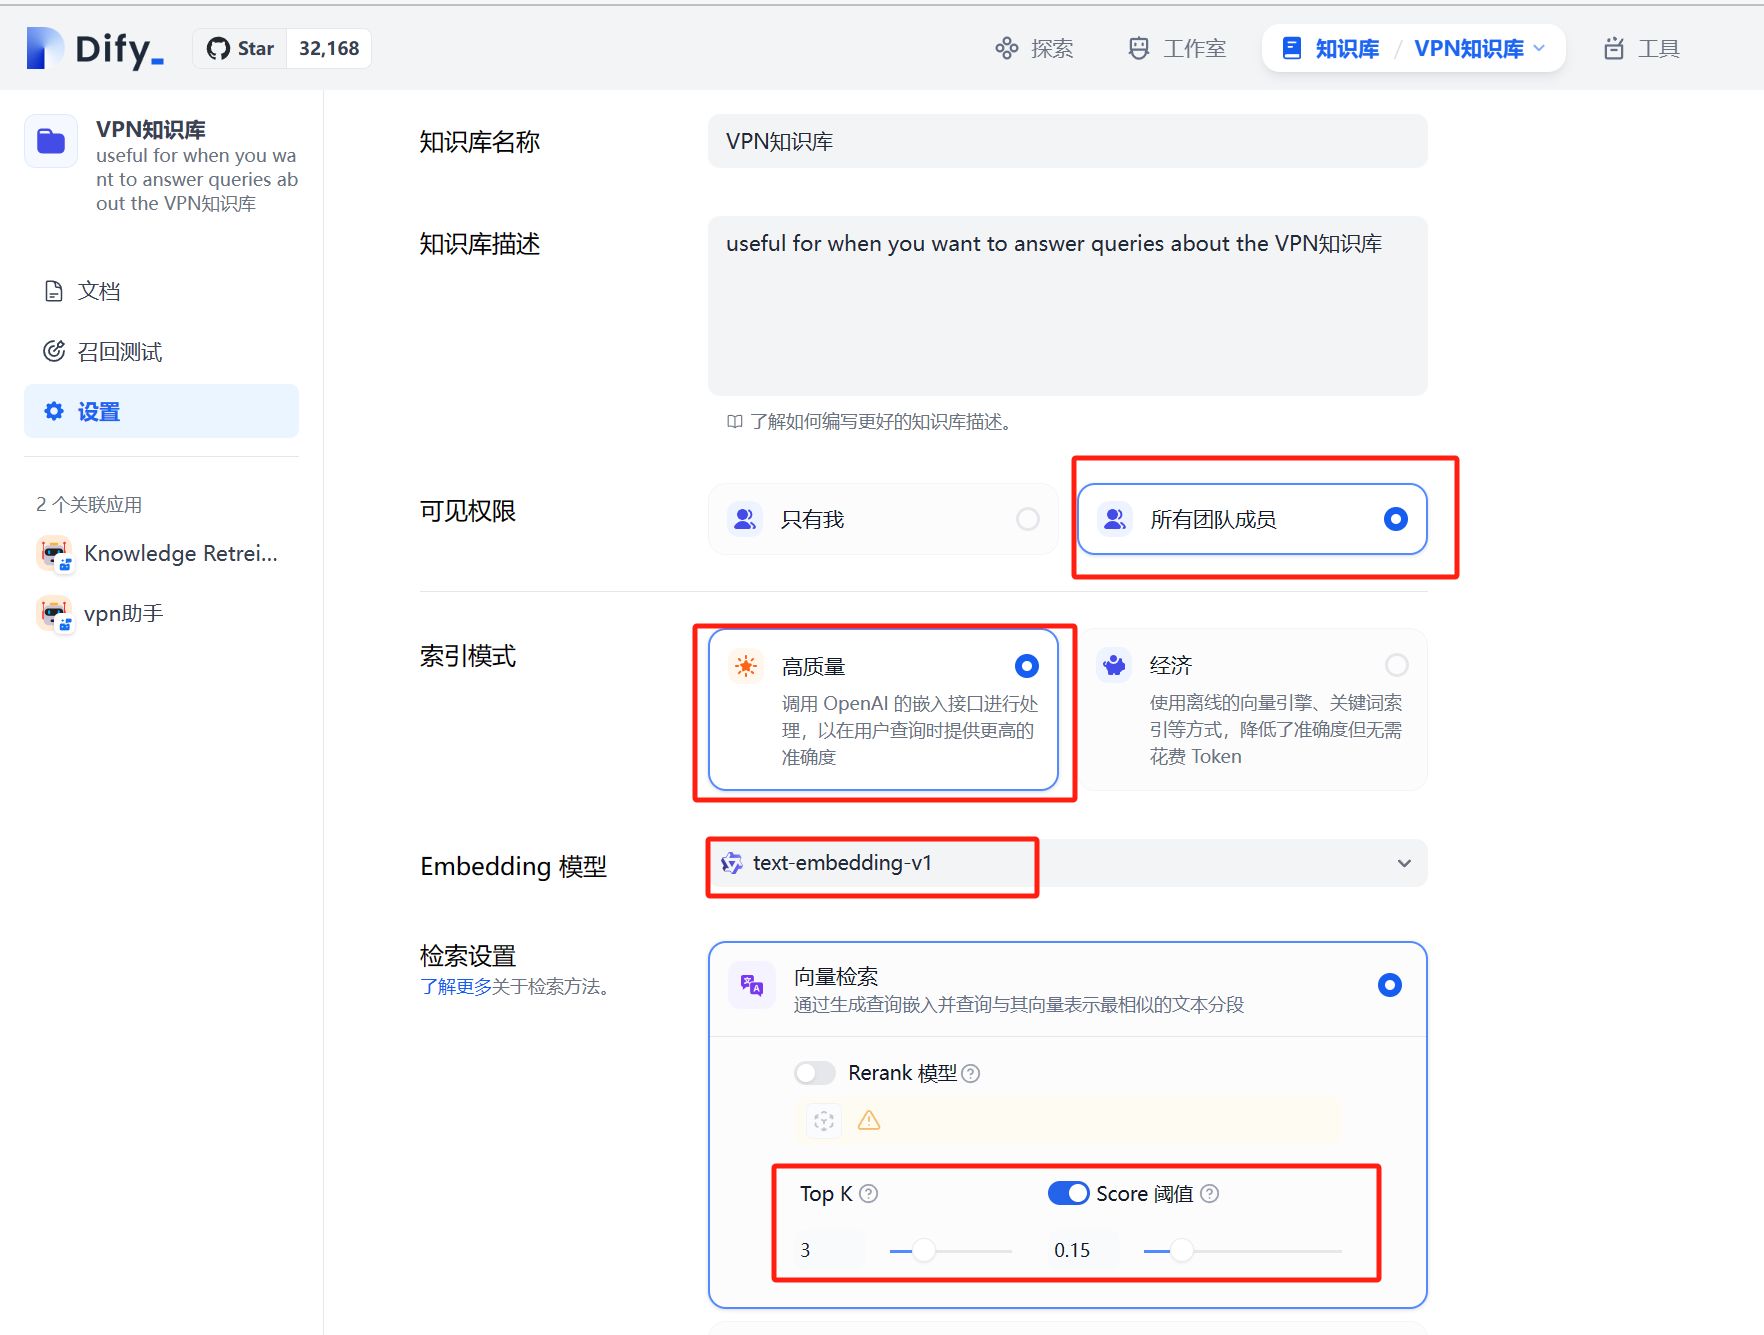 Dify_
Star 32,168
探索
工作室
知识库 / VPN知识库
工具
VPN知识库
useful for when you wa
nt to answer queries ab
out the VPN知识库
文档
召回测试
设置
2 个关联应用
Knowledge Retrei...
vpn助手
知识库名称
VPN知识库
知识库描述
useful for when you want to answer queries about the VPN知识库
了解如何编写更好的知识库描述。
可见权限
只有我
所有团队成员
索引模式
高质量
调用 OpenAI 的嵌入接口进行处
理，以在用户查询时提供更高的
准确度
经济
使用离线的向量引擎、关键词索
引等方式，降低了准确度但无需
花费 Token
Embedding 模型
text-embedding-v1
检索设置
了解更多关于检索方法。
向量检索
通过生成查询嵌入并查询与其向量表示最相似的文本分段
Rerank 模型
Top K
Score 阈值
3
0.15